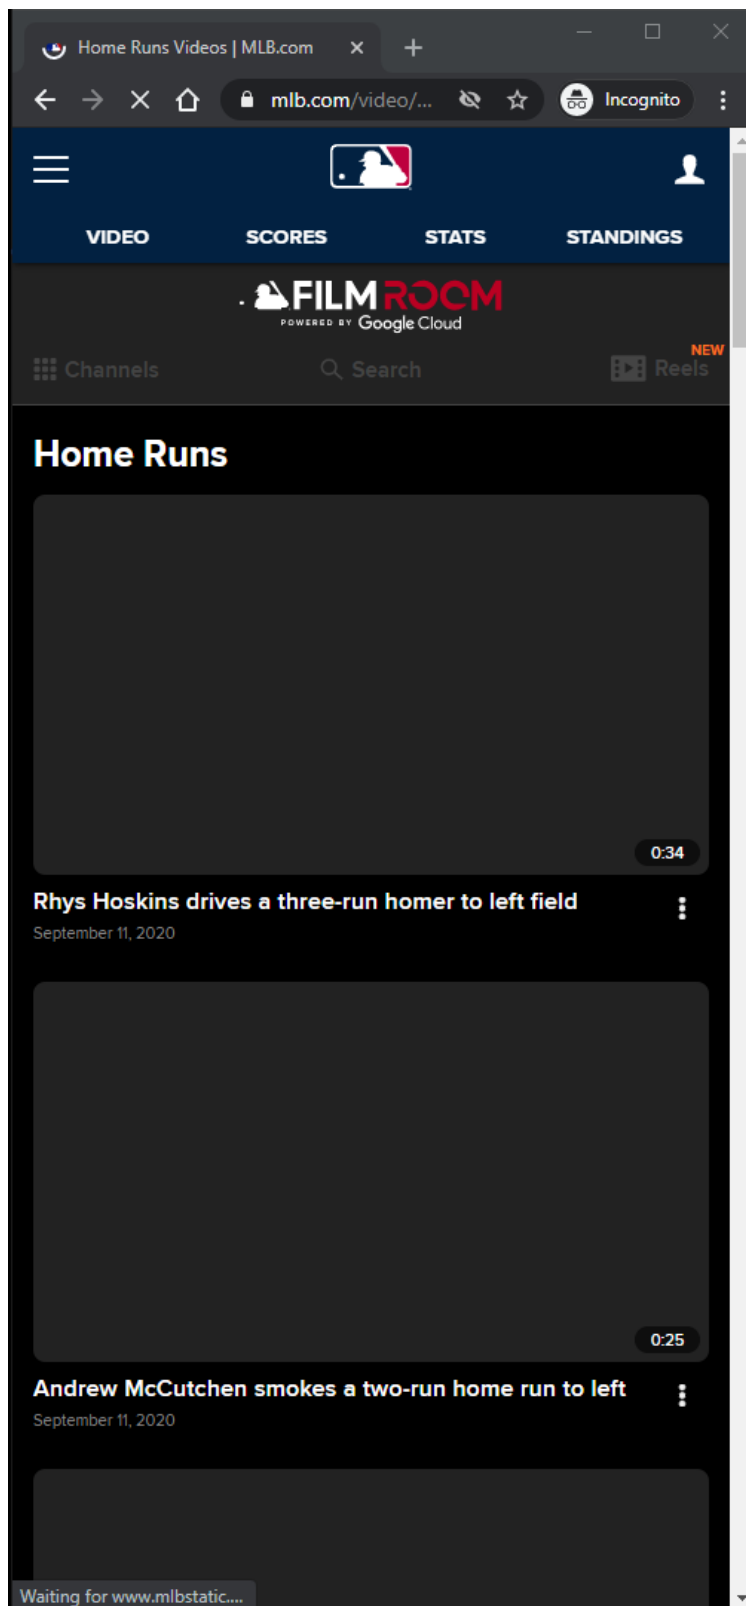 Home Runs Videos | MLB.com
mlb.com/video/...
Incognito
VIDEO SCORES STATS STANDINGS
FILM ROOM
POWERED BY Google Cloud
Channels Search Reels NEW
Home Runs
0:34
Rhys Hoskins drives a three-run homer to left field
September 11, 2020
0:25
Andrew McCutchen smokes a two-run home run to left
September 11, 2020
Waiting for www.mlbstatic....